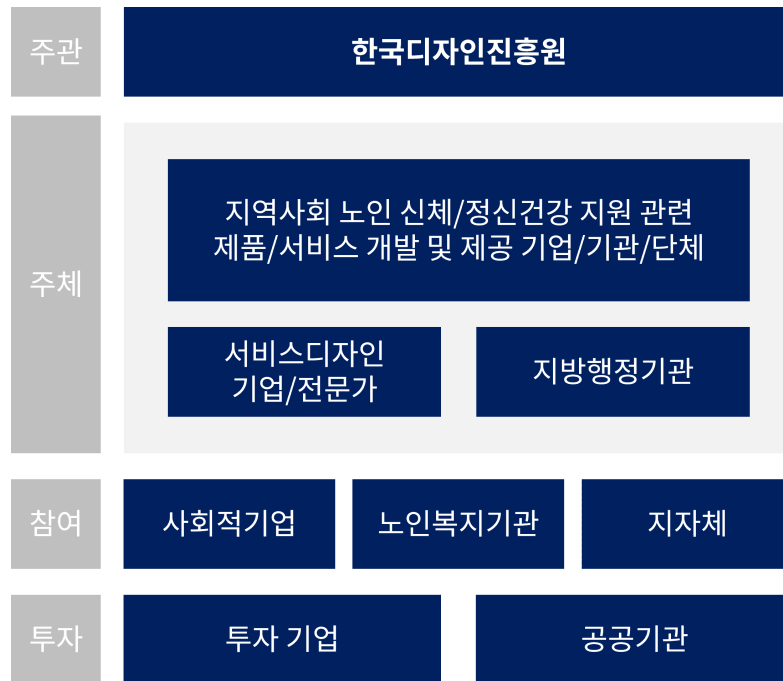 주관
한국디자인진흥원
주체
지역사회 노인 신체/정신건강 지원 관련
제품/서비스 개발 및 제공 기업/기관/단체
서비스디자인
기업/전문가
지방행정기관
참여
사회적기업
노인복지기관
지자체
투자
투자 기업
공공기관